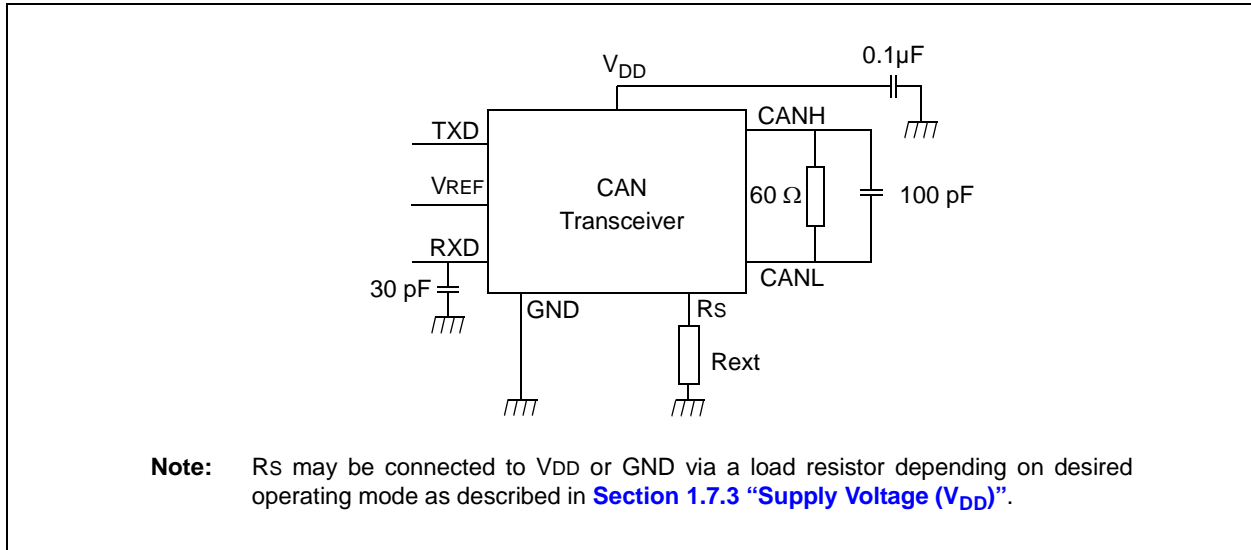 0.1µF
VDD
CANH
TXD
VREF
CAN
Transceiver
60 Ω
100 pF
RXD
CANL
30 pF
GND
RS
Rext
Note: RS may be connected to VDD or GND via a load resistor depending on desired
operating mode as described in Section 1.7.3 “Supply Voltage (VDD)”.